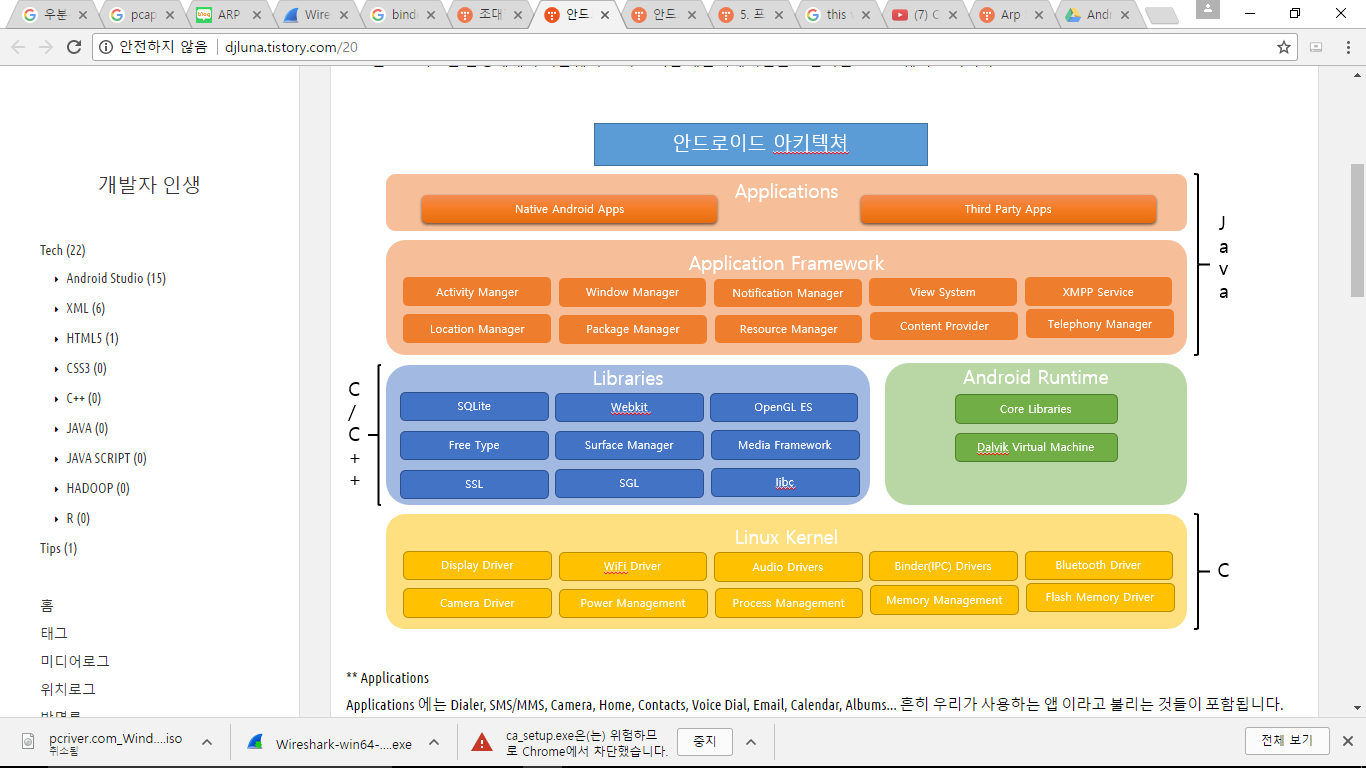 우분
pcap
ARP
Wire
bind
조대
안드
안드
5. 프
this
(7) C
Arp
Andr
안전하지 않음 | djluna.tistory.com/20
안드로이드 아키텍쳐
개발자 인생
Tech (22)
Android Studio (15)
XML (6)
HTML5 (1)
CSS3 (0)
C++ (0)
JAVA (0)
JAVA SCRIPT (0)
HADOOP (0)
R (0)
Tips (1)
홈
태그
미디어로그
위치로그
Applications
Native Android Apps
Third Party Apps
Application Framework
Activity Manger
Window Manager
Notification Manager
View System
XMPP Service
Location Manager
Package Manager
Resource Manager
Content Provider
Telephony Manager
Java
C/C++
Libraries
SQLite
Webkit
OpenGL ES
Free Type
Surface Manager
Media Framework
SSL
SGL
libc
Android Runtime
Core Libraries
Dalvik Virtual Machine
Linux Kernel
Display Driver
WiFi Driver
Audio Drivers
Binder(IPC) Drivers
Bluetooth Driver
Camera Driver
Power Management
Process Management
Memory Management
Flash Memory Driver
C
** Applications
Applications 에는 Dialer, SMS/MMS, Camera, Home, Contacts, Voice Dial, Email, Calendar, Albums... 흔히 우리가 사용하는 앱 이라고 불리는 것들이 포함됩니다.
pcriver.com_Wind....iso
취소됨
Wireshark-win64-....exe
ca_setup.exe은(는) 위험하므
로 Chrome에서 차단했습니다.
중지
전체 보기